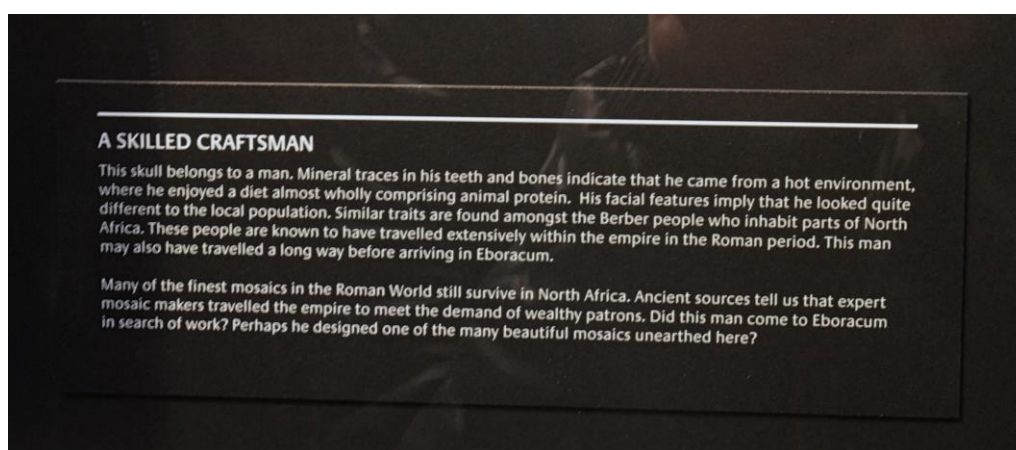 A SKILLED CRAFTSMAN
This skull belongs to a man. Mineral traces in his teeth and bones indicate that he came from a hot environment,
where he enjoyed a diet almost wholly comprising animal protein. His facial features imply that he looked quite
different to the local population. Similar traits are found amongst the Berber people who inhabit parts of North
Africa. These people are known to have travelled extensively within the empire in the Roman period. This man
may also have travelled a long way before arriving in Eboracum.
Many of the finest mosaics in the Roman World still survive in North Africa. Ancient sources tell us that expert
mosaic makers travelled the empire to meet the demand of wealthy patrons. Did this man come to Eboracum
in search of work? Perhaps he designed one of the many beautiful mosaics unearthed here?